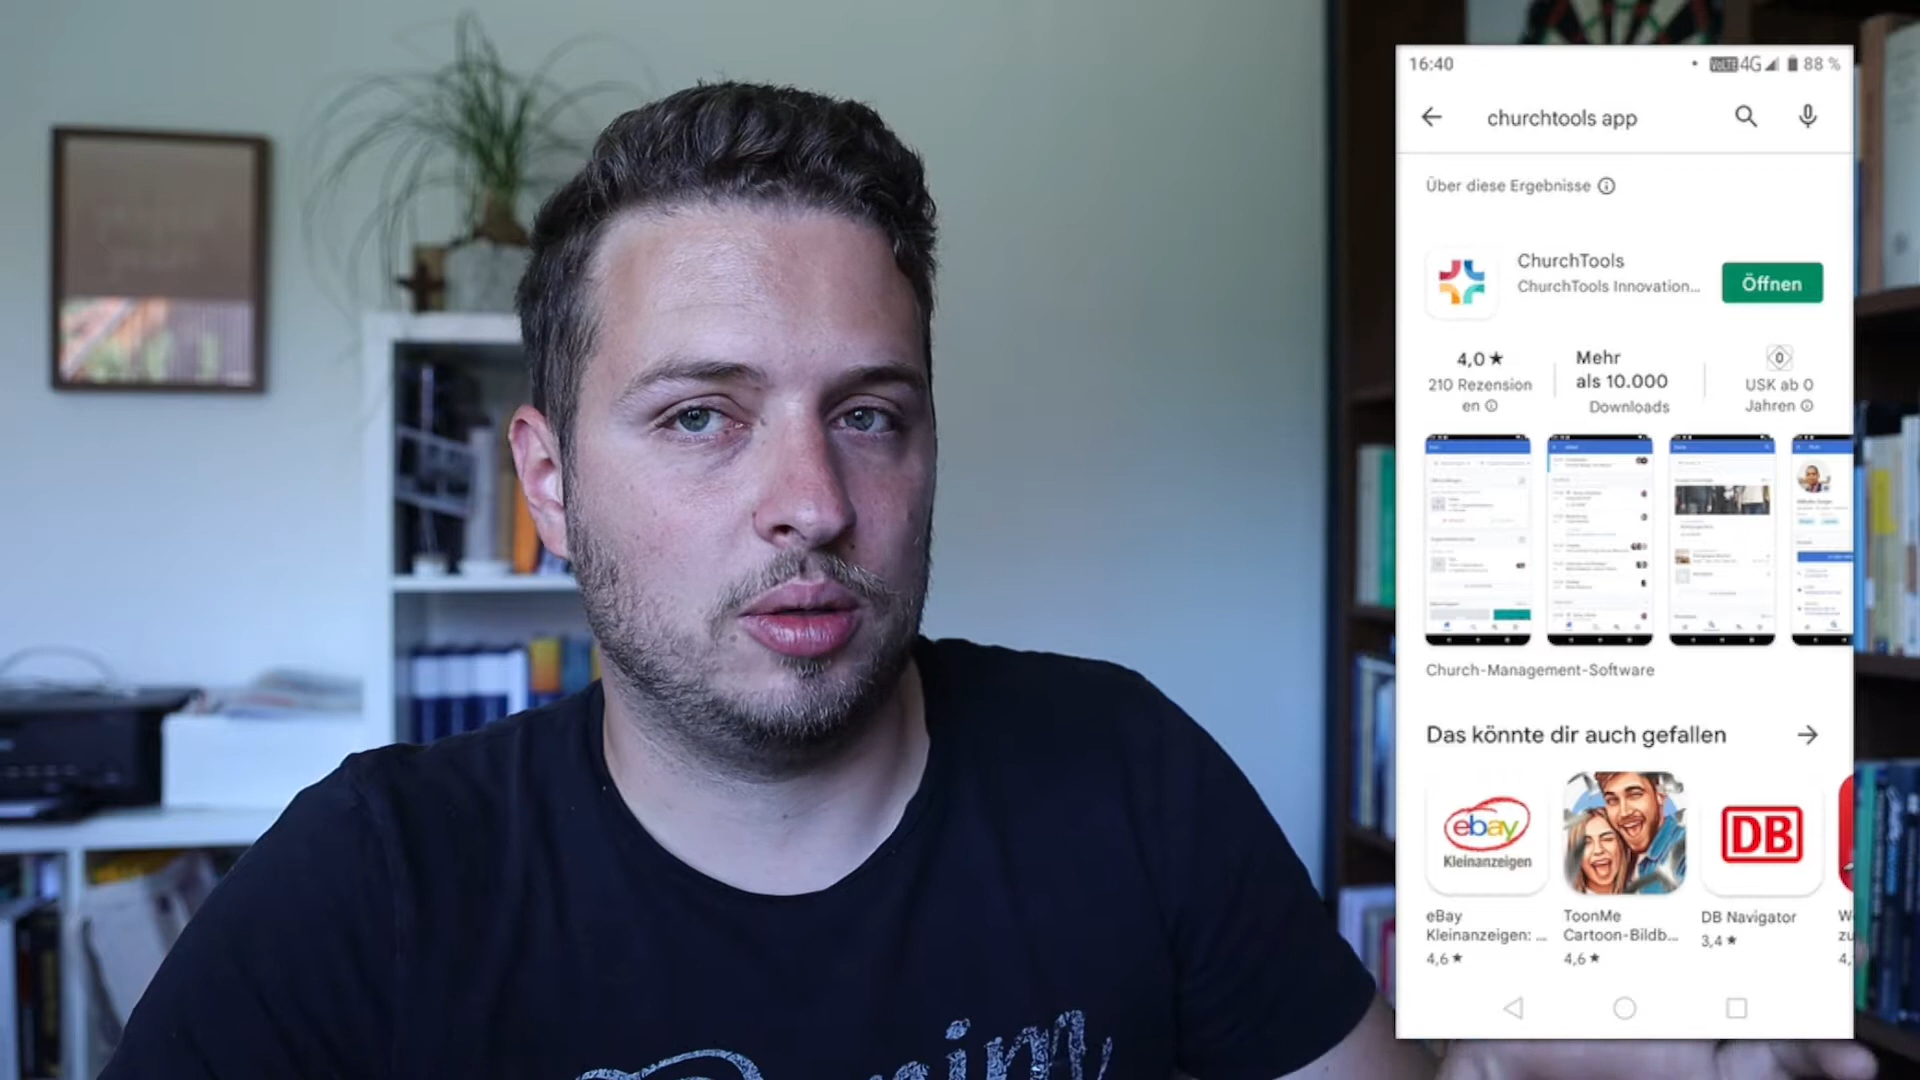 16:40
VoLTE 4G 88 %
churchtools app
Über diese Ergebnisse
ChurchTools
ChurchTools Innovation...
Öffnen
4,0 ★
210 Rezension
en
Mehr
als 10.000
Downloads
0
USK ab 0
Jahren
Church-Management-Software
Das könnte dir auch gefallen
ebay
Kleinanzeigen
DB
eBay
Kleinanzeigen: ...
4,6 ★
ToonMe
Cartoon-Bildb...
4,6 ★
DB Navigator
3,4 ★